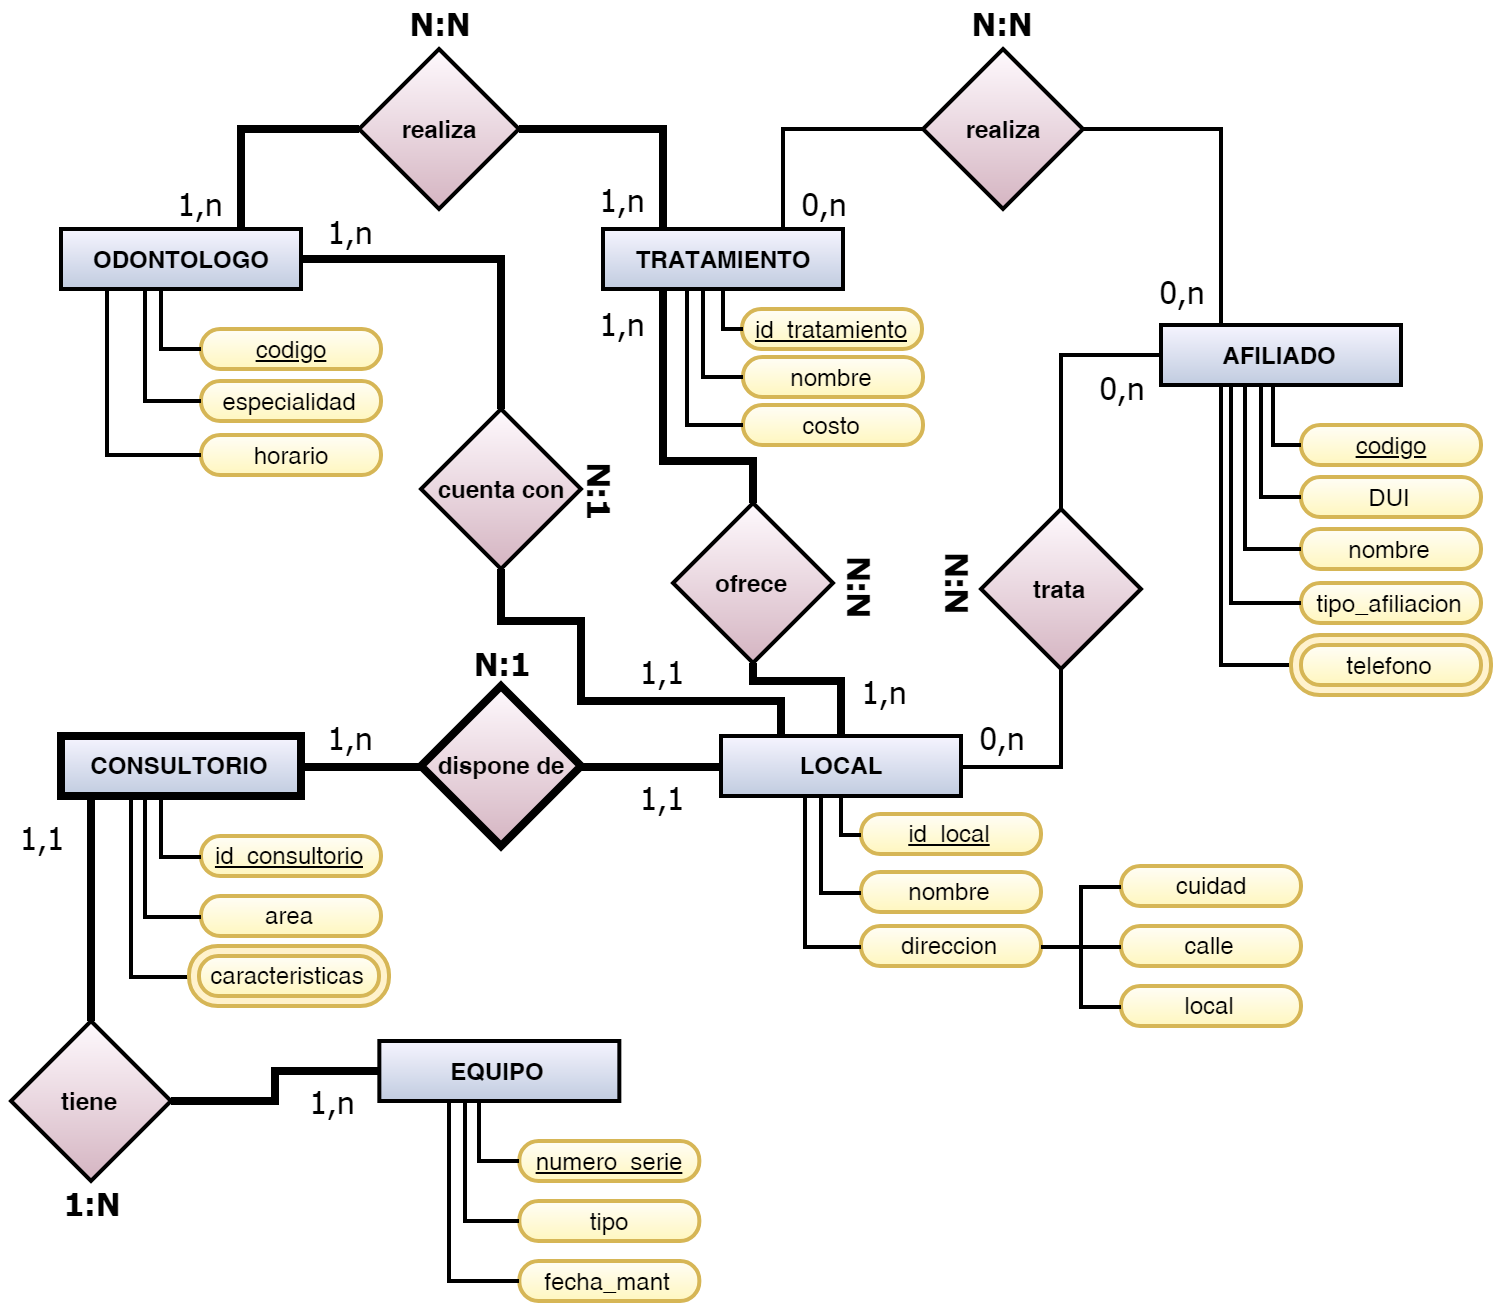 N:N
N:N
realiza
realiza
1,n
1,n
0,n
1,n
ODONTOLOGO
TRATAMIENTO
0,n
1,n
id_tratamiento
codigo
AFILIADO
nombre
0,n
especialidad
costo
horario
codigo
cuenta con
N:1
DUI
nombre
ofrece
N:N
N:N
trata
tipo_afiliacion
N:1
1,1
telefono
1,n
1,n
0,n
CONSULTORIO
dispone de
LOCAL
1,1
1,1
id_local
id_consultorio
nombre
cuidad
area
direccion
calle
caracteristicas
local
EQUIPO
tiene
1,n
numero_serie
1:N
tipo
fecha_mant